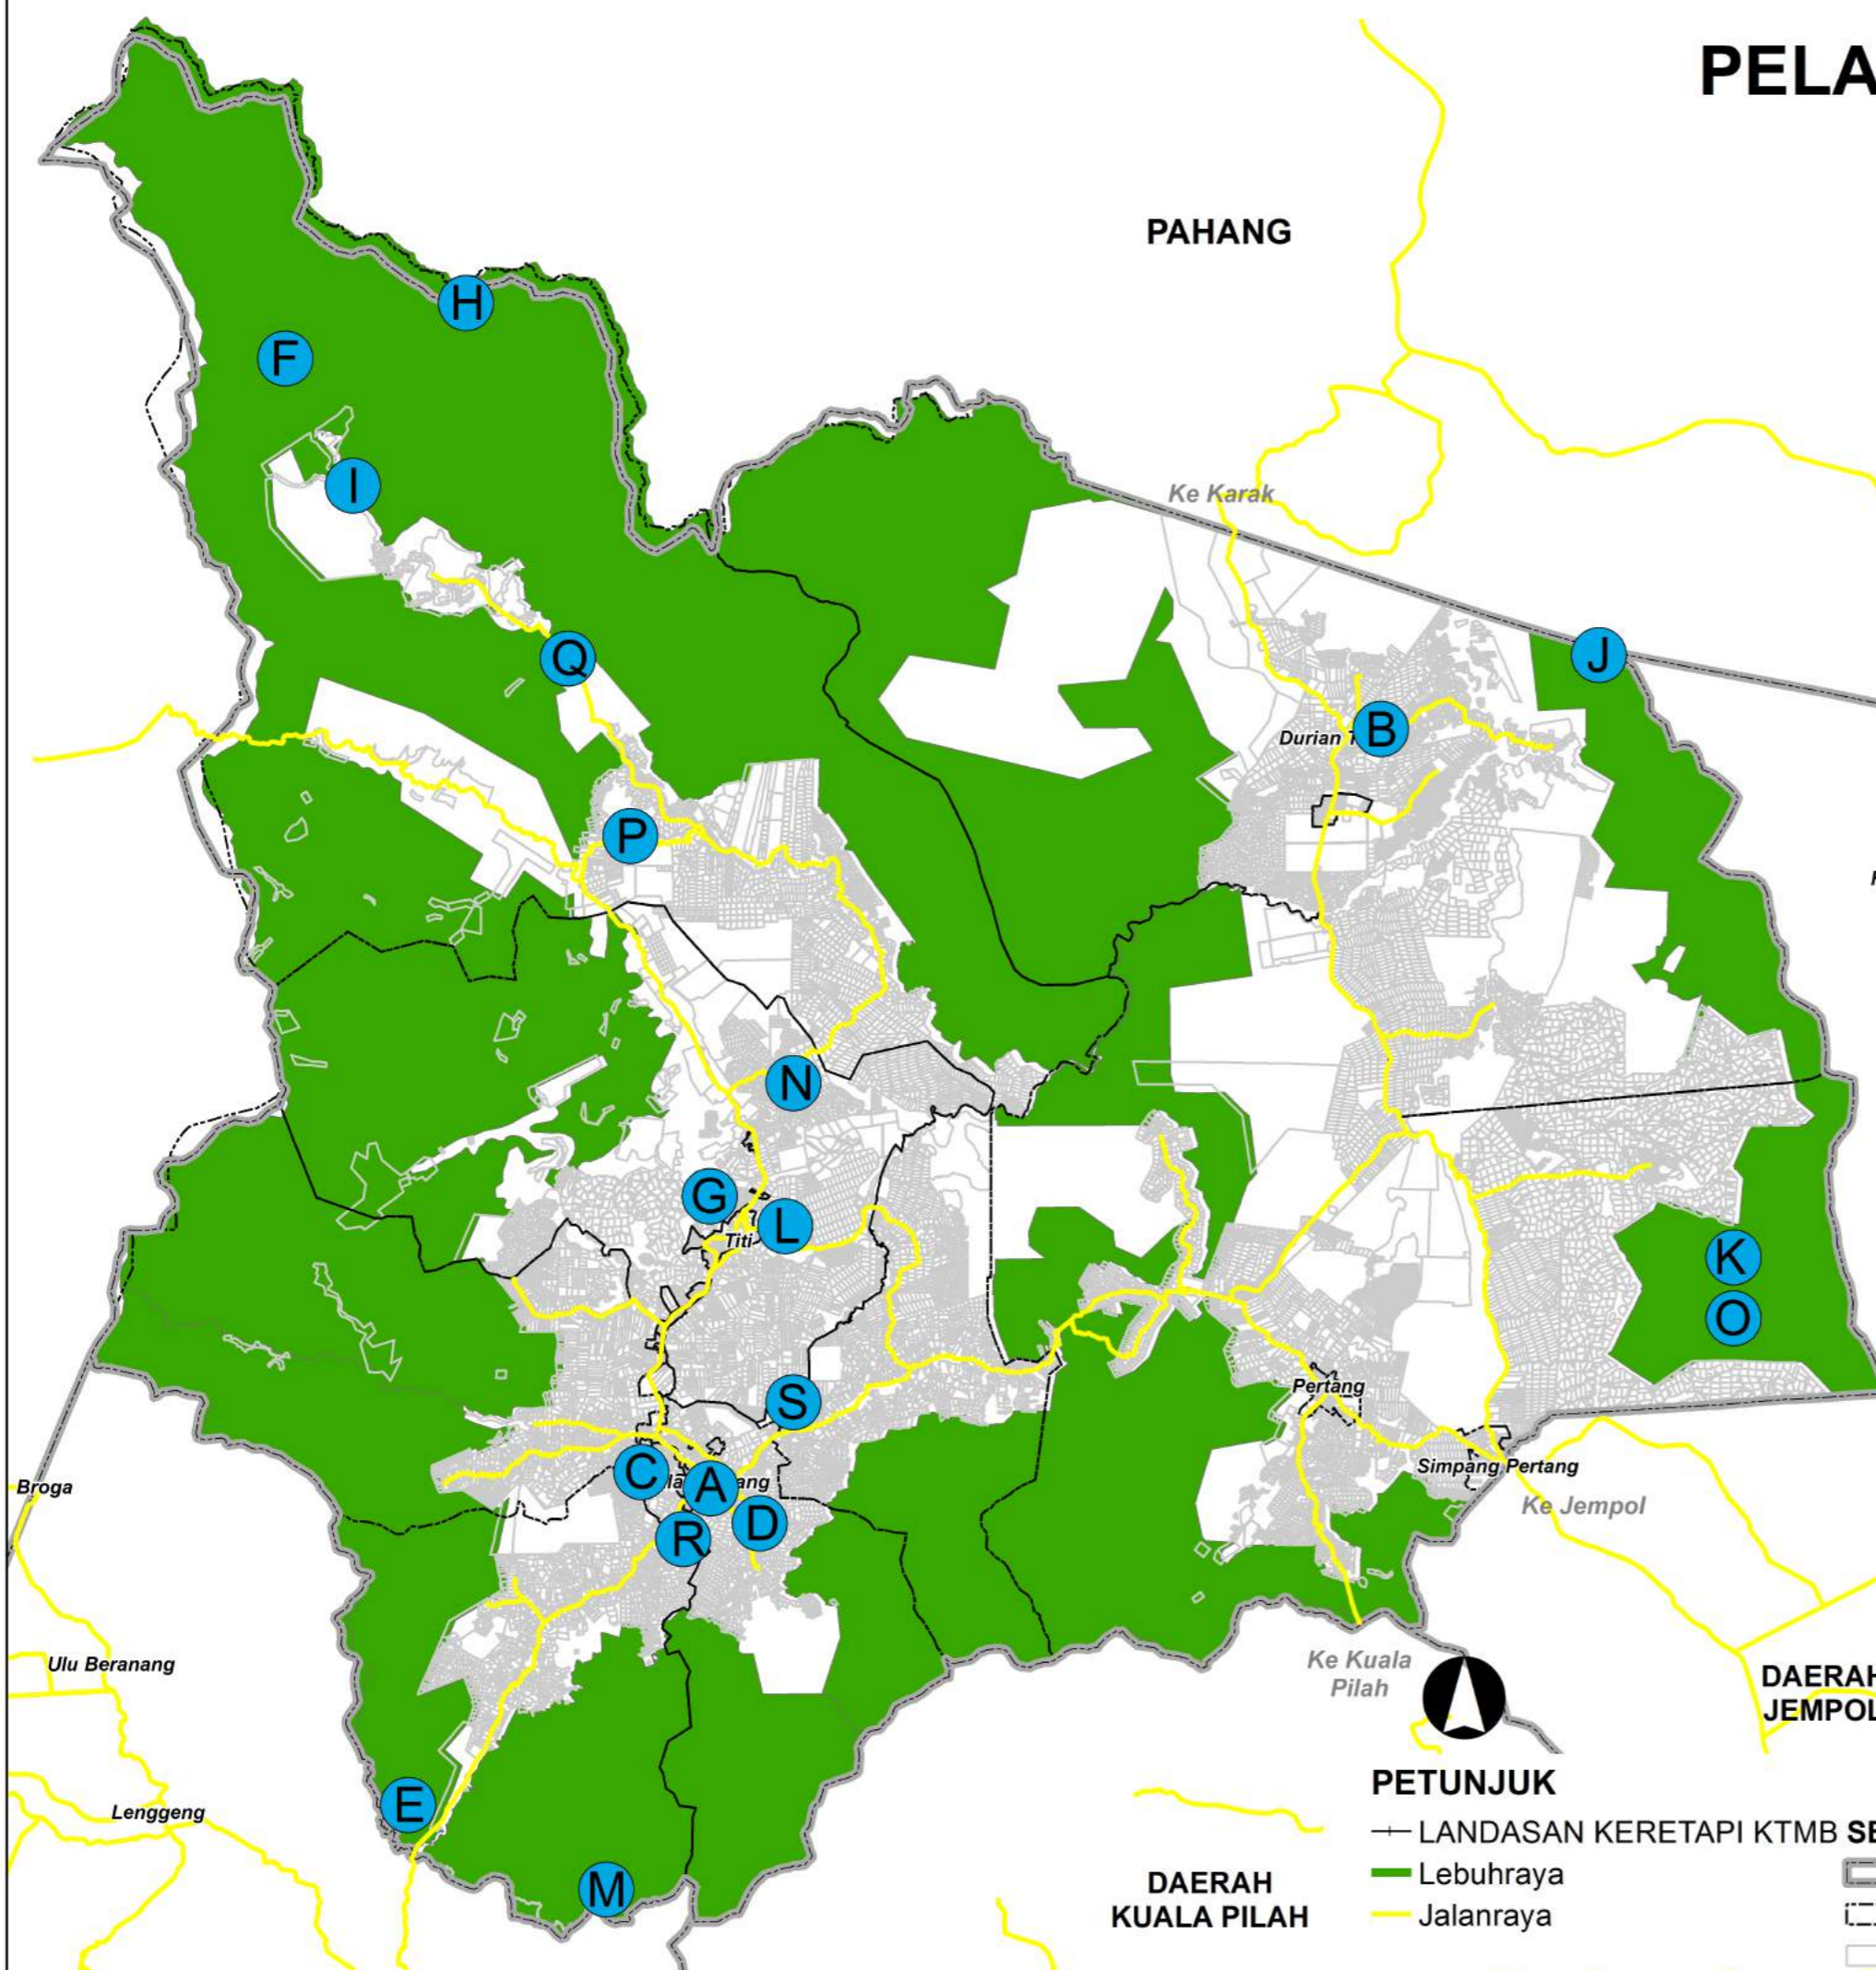 PELA
PAHANG
H
F
Ke Karak
I
Q
J
B
Durian T
P
N
G
L
Titi
K
O
Pertang
S
Simpang Pertang
C
A
ang
Broga
Ke Jempol
D
R
Ulu Beranang
Ke Kuala
Pilah
DAERAH
JEMPOL
E
Lenggeng
M
DAERAH
KUALA PILAH
PETUNJUK
LANDASAN KERETAPI KTMB SE
Lebuhraya
Jalanraya